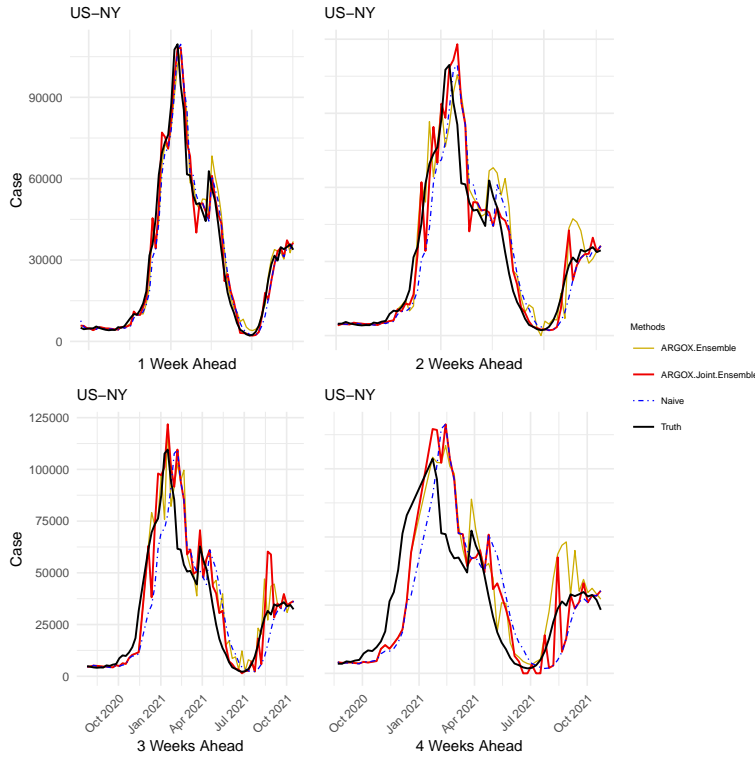 US−NY
US−NY
Case
90000
60000
30000
0
1 Week Ahead
2 Weeks Ahead
Methods
ARGOX.Ensemble
ARGOX.Joint.Ensemble
Naive
Truth
US−NY
US−NY
Case
125000
100000
75000
50000
25000
0
Oct 2020
Jan 2021
Apr 2021
Jul 2021
Oct 2021
Oct 2020
Jan 2021
Apr 2021
Jul 2021
Oct 2021
3 Weeks Ahead
4 Weeks Ahead